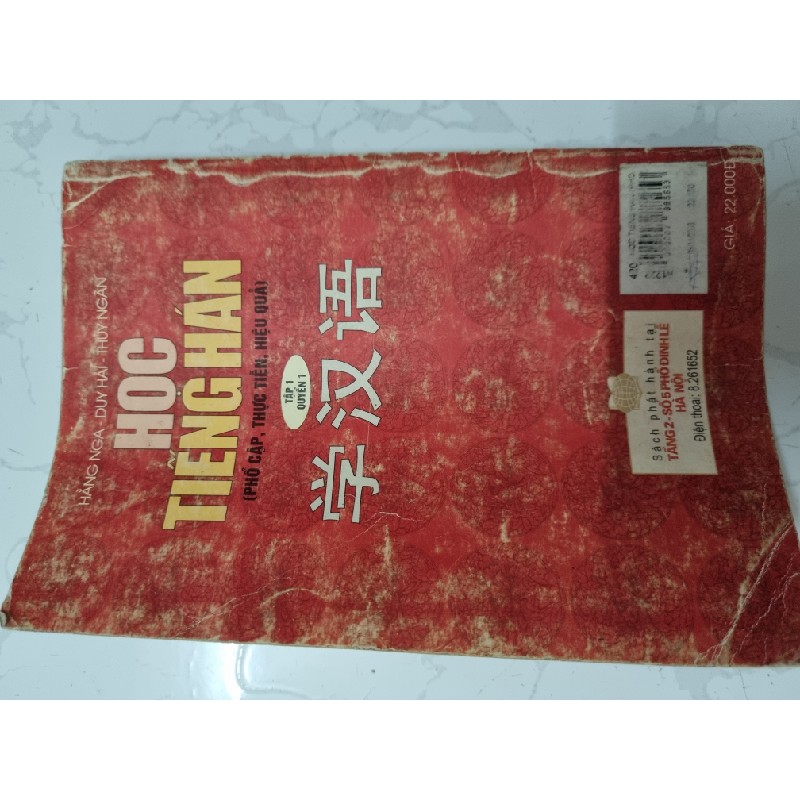 HẰNG NGA - DUY HẢI - THÚY NGÂN
HỌC
TIẾNG HÁN
(PHỔ CẬP, THỰC TIỄN, HIỆU QUẢ)
TẬP 1
QUYỂN 1
学汉语
Sách phát hành tại
TẦNG 2 - SỐ 5 PHỐ ĐINH LỄ
HÀ NỘI
Điện thoại: 8.261652
GIÁ: 22.000Đ